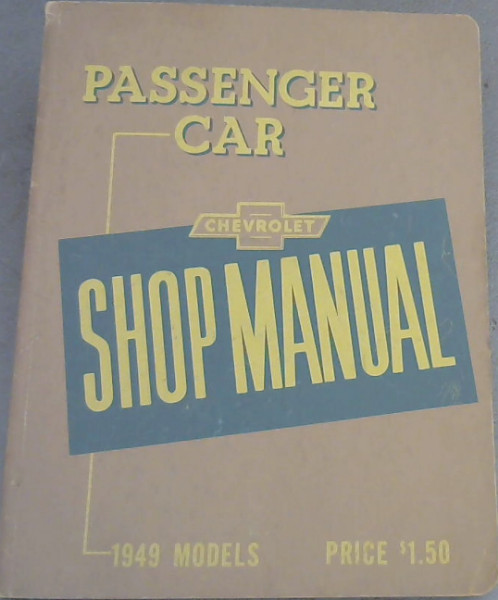 PASSENGER
CAR
CHEVROLET
SHOP MANUAL
1949 MODELS PRICE $1.50